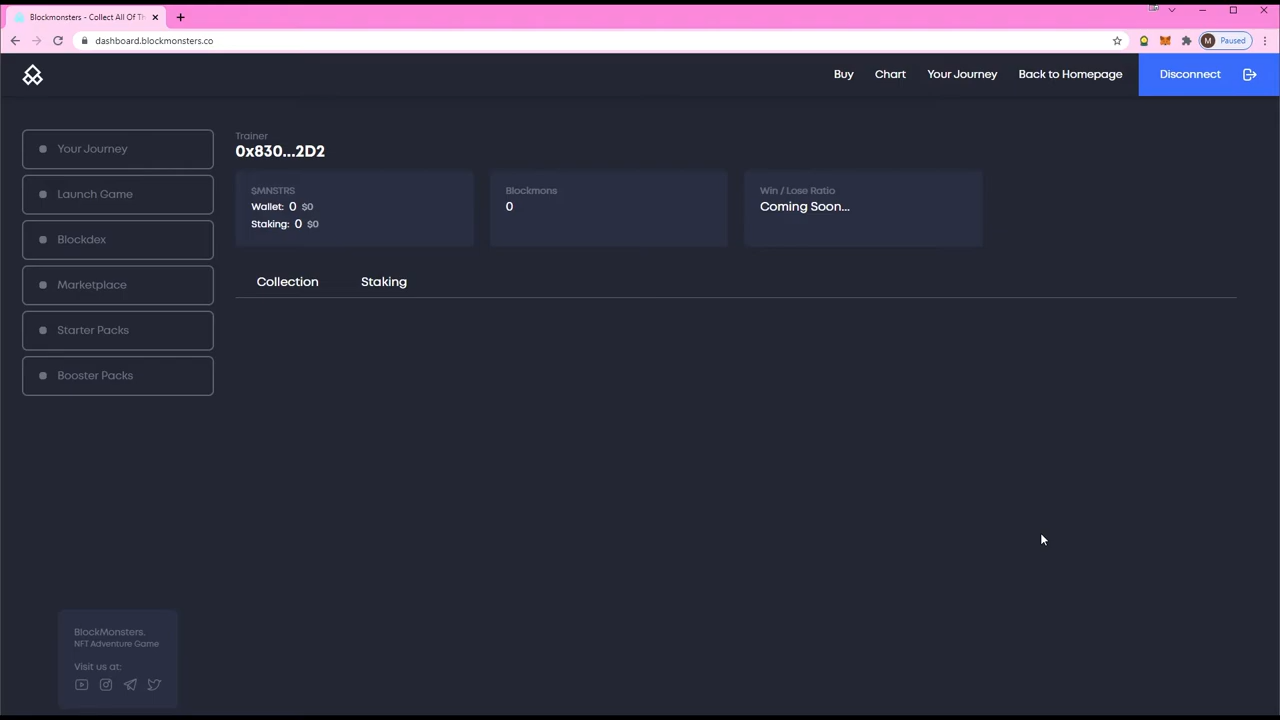 Blockmonsters - Collect All Of Th
dashboard.blockmonsters.co
M Paused
Buy
Chart
Your Journey
Back to Homepage
Disconnect
Your Journey
Launch Game
Blockdex
Marketplace
Starter Packs
Booster Packs
Trainer
0x830...2D2
$MNSTRS
Wallet: 0 $0
Staking: 0 $0
Blockmons
0
Win / Lose Ratio
Coming Soon...
Collection
Staking
BlockMonsters.
NFT Adventure Game
Visit us at: